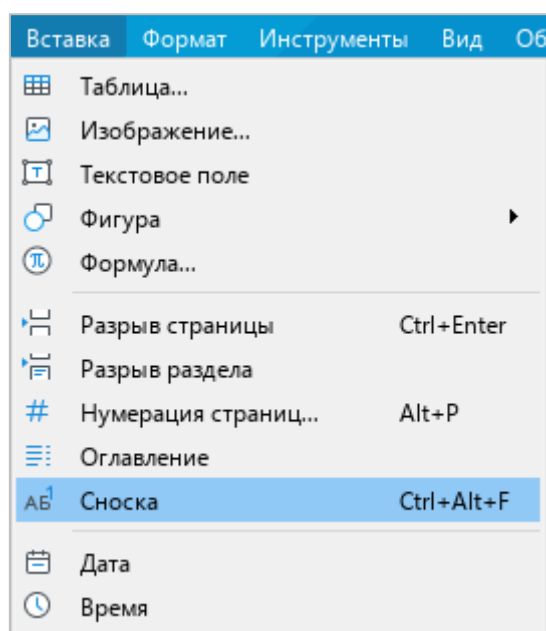 Вставка Формат Инструменты Вид Об
Таблица...
Изображение...
Текстовое поле
Фигура
Формула...
Разрыв страницы Ctrl+Enter
Разрыв раздела
Нумерация страниц... Alt+P
Оглавление
Сноска Ctrl+Alt+F
Дата
Время